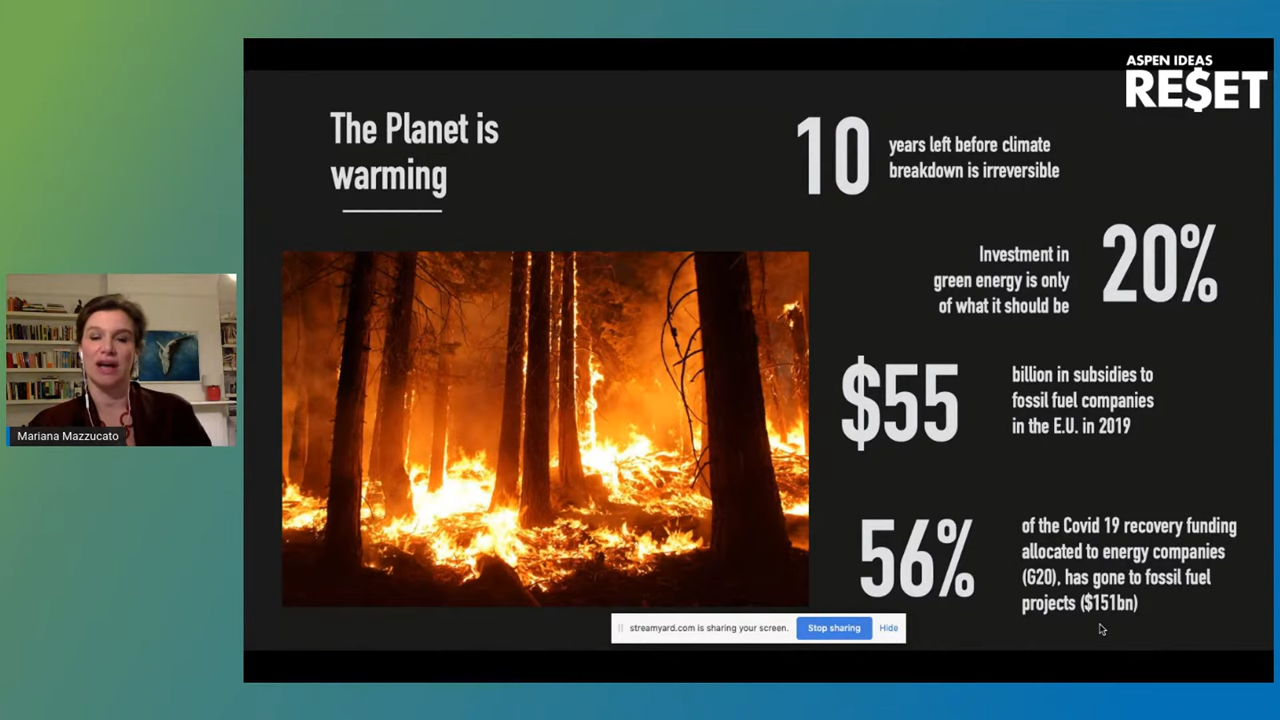 ASPEN IDEAS
RE$ET
The Planet is
warming
10
years left before climate
breakdown is irreversible
Investment in
green energy is only
of what it should be
20%
$55
billion in subsidies to
fossil fuel companies
in the E.U. in 2019
56%
of the Covid 19 recovery funding
allocated to energy companies
(G20), has gone to fossil fuel
projects ($151bn)
Mariana Mazzucato
streamyard.com is sharing your screen.
Stop sharing
Hide